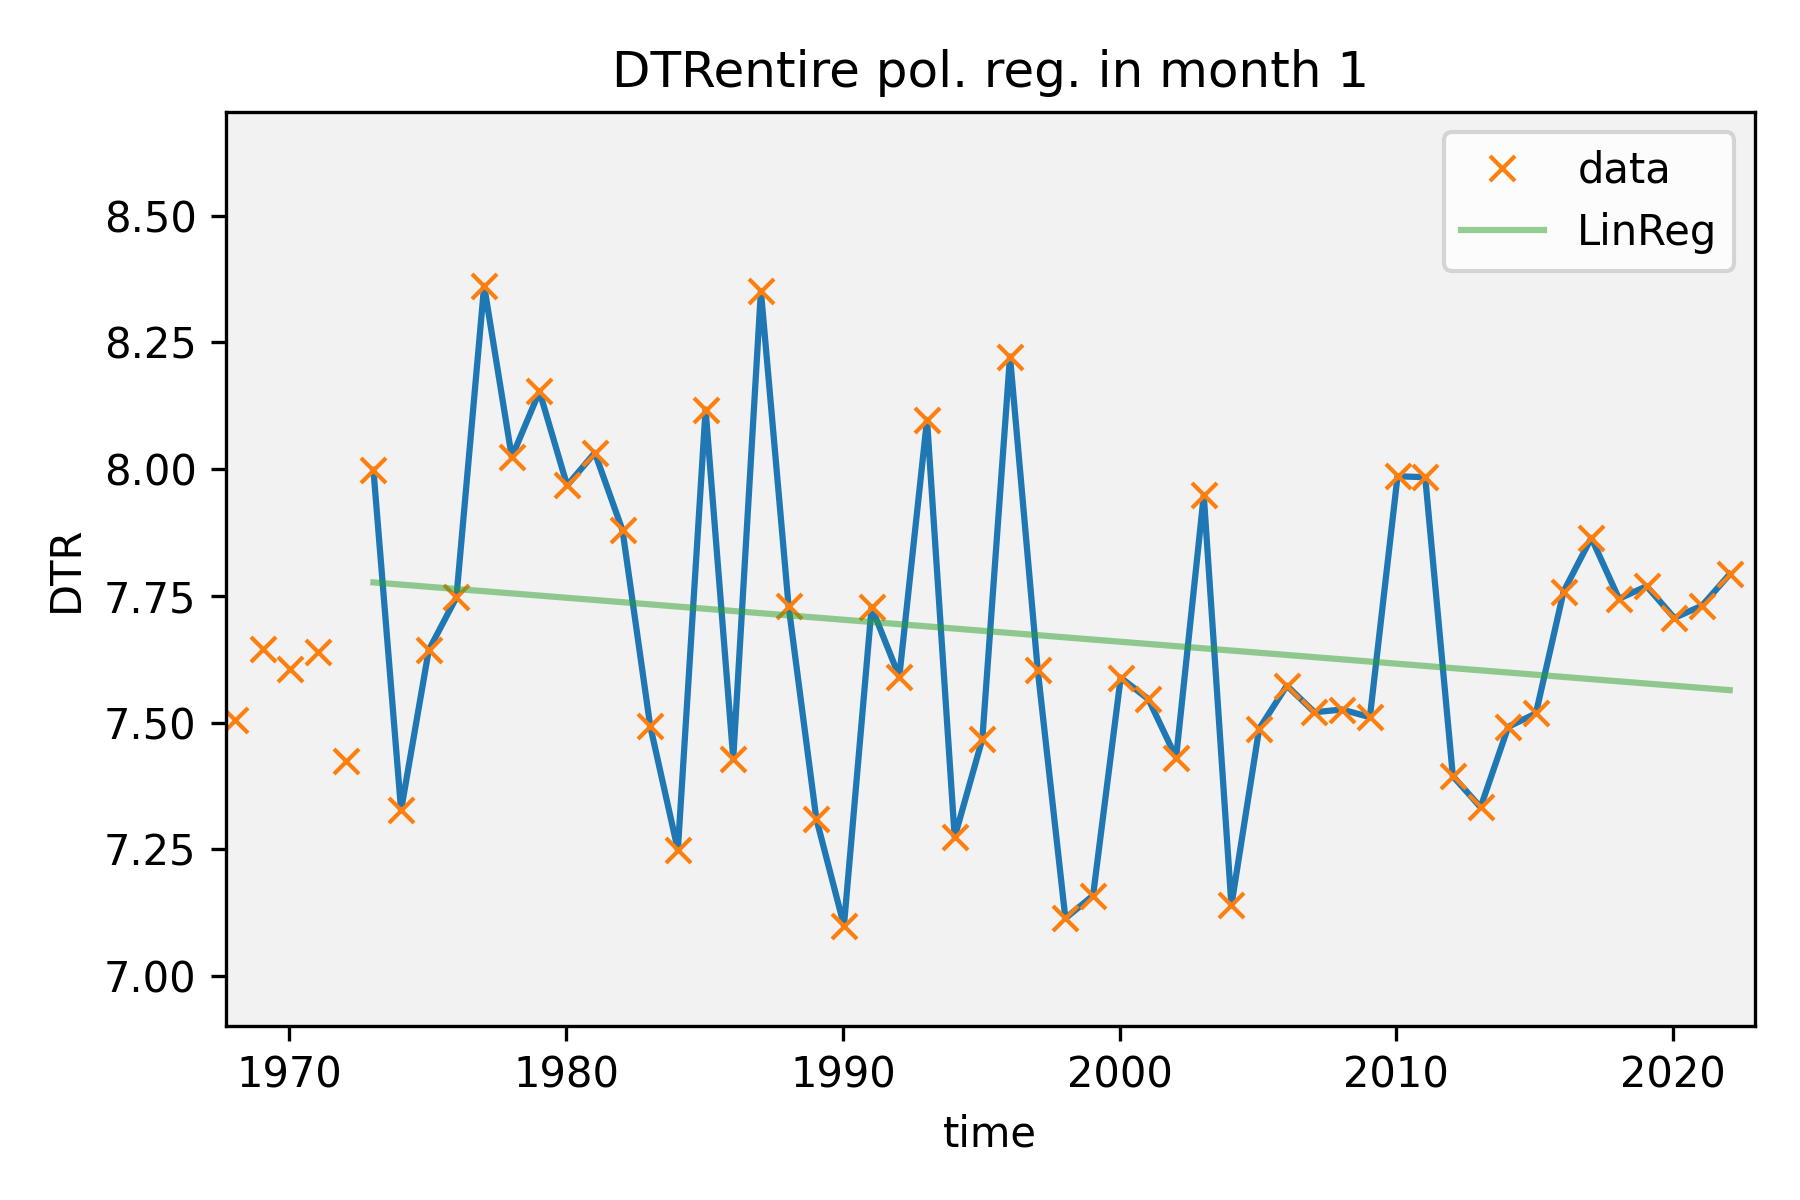 DTRentire pol. reg. in month 1
data
LinReg
8.50
8.25
8.00
7.75
7.50
7.25
7.00
DTR
1970 1980 1990 2000 2010 2020
time